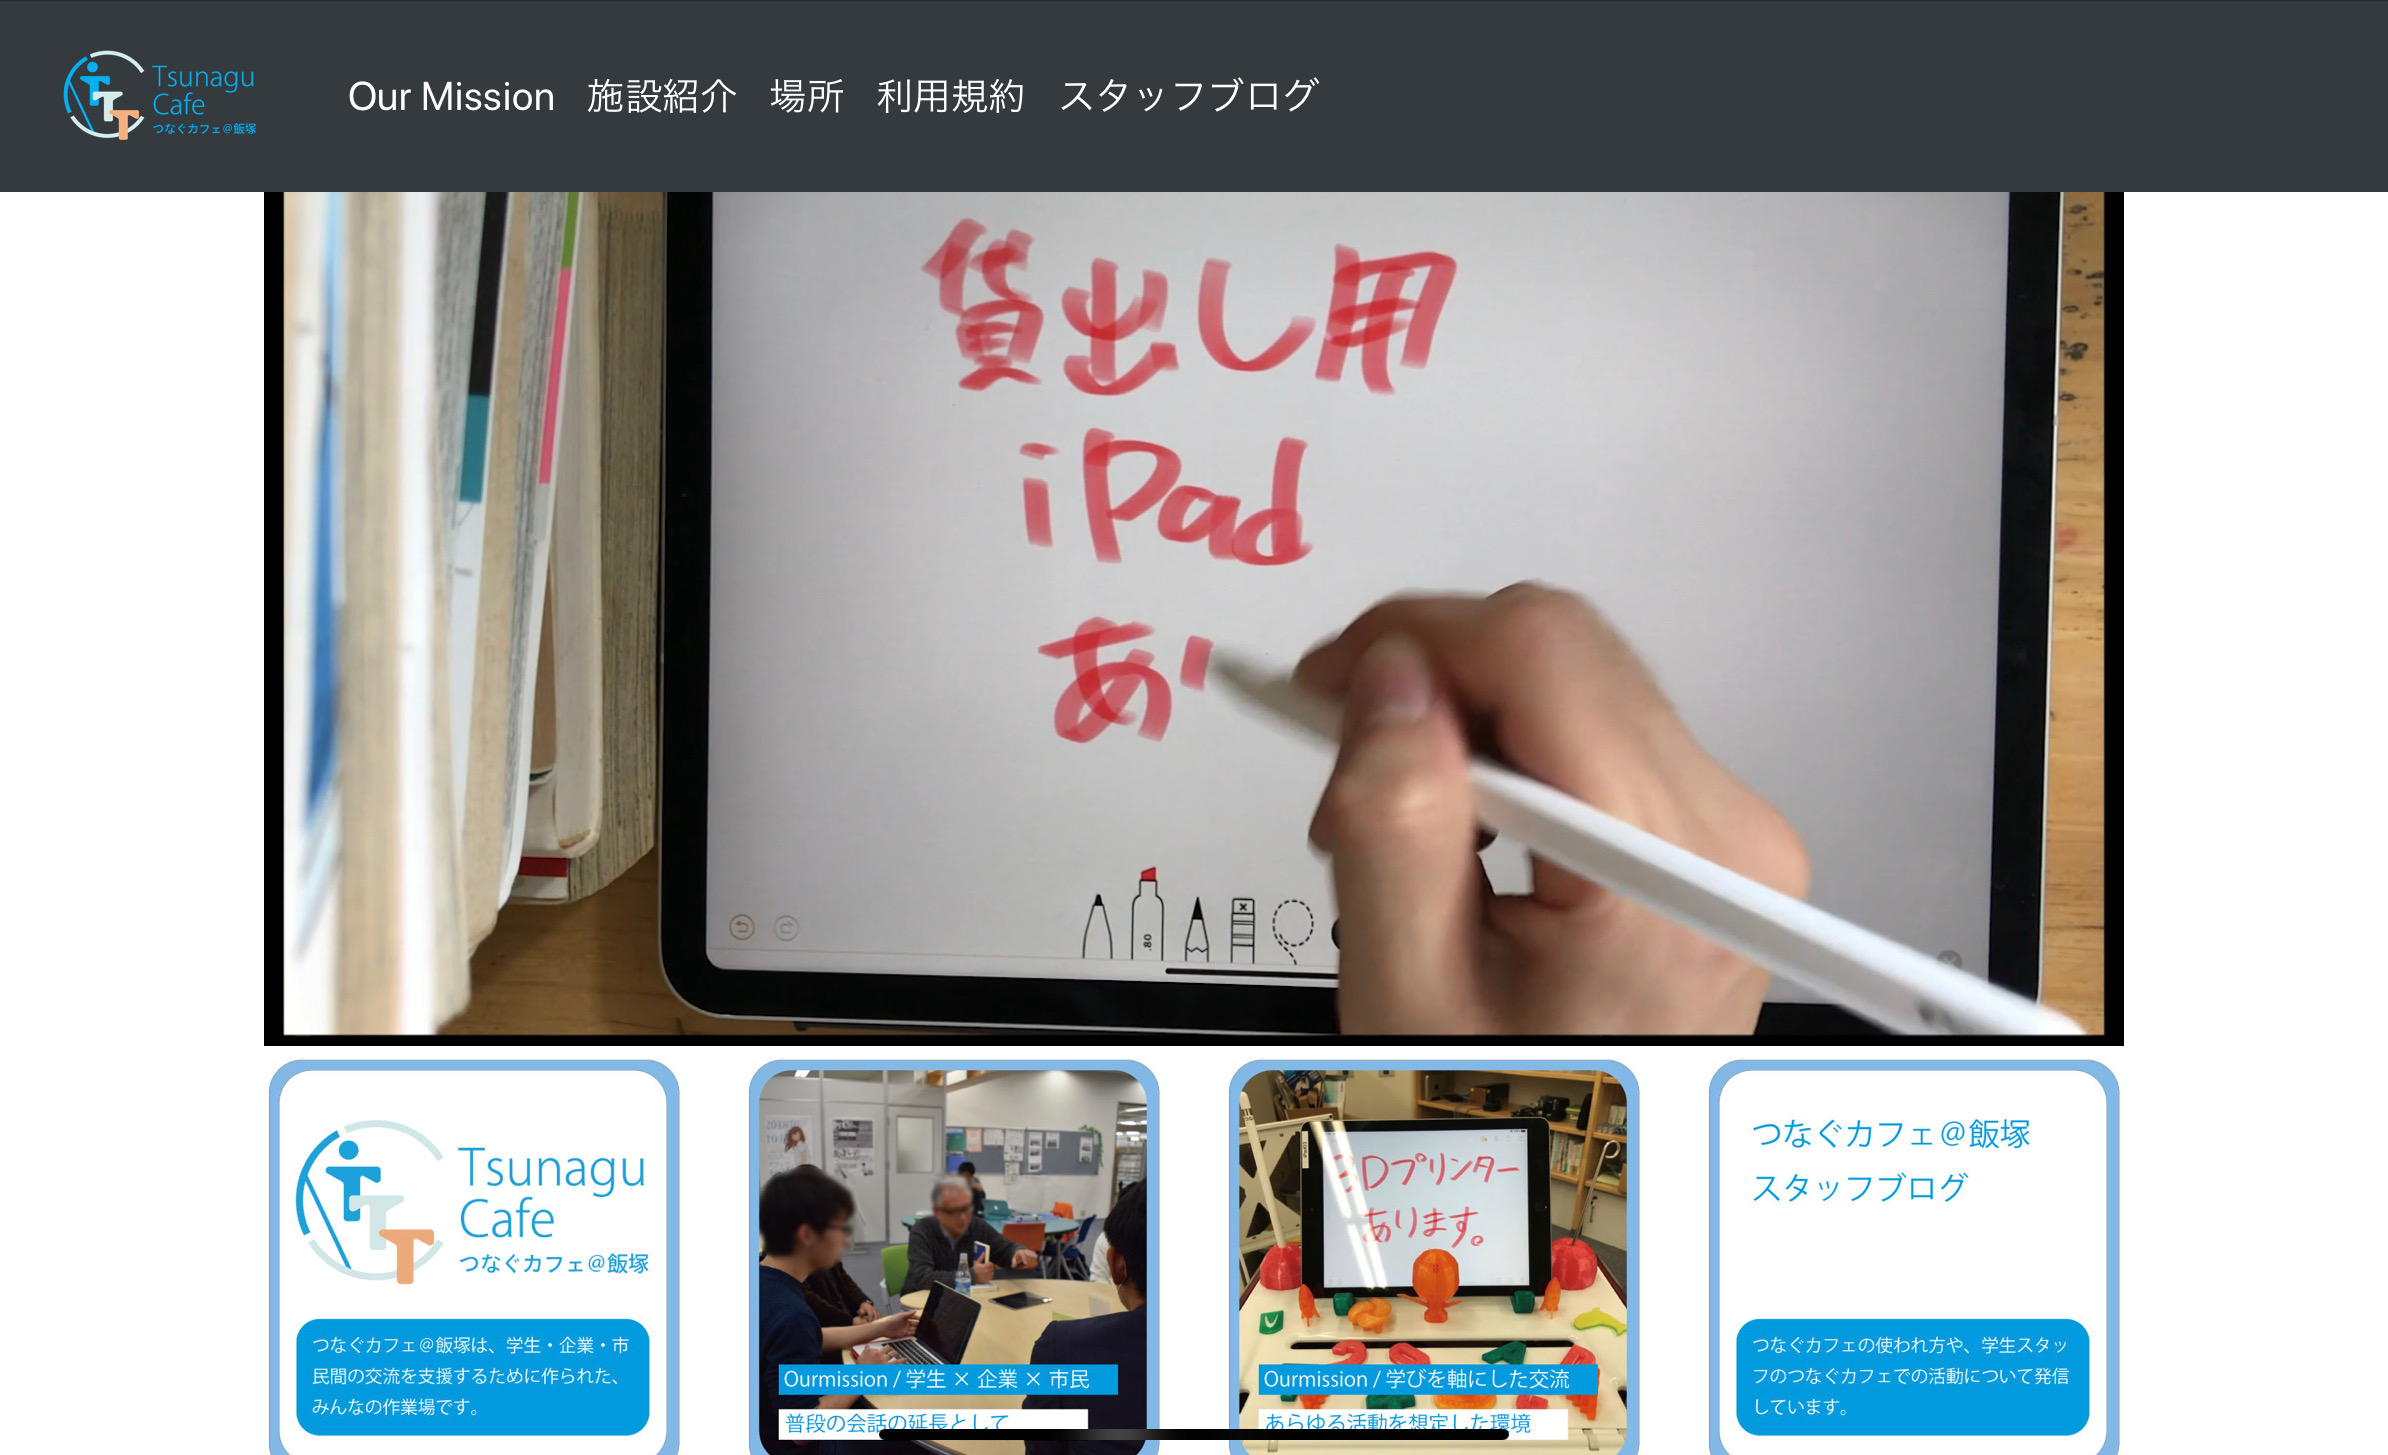 Tsunagu
Cafe
つなぐカフェ@飯塚
Our Mission 施設紹介 場所 利用規約 スタッフブログ
貸出し用
iPad
あ
.80
Tsunagu
Cafe
つなぐカフェ@飯塚
つなぐカフェ@飯塚は、学生・企業・市
民間の交流を支援するために作られた、
みんなの作業場です。
Ourmission / 学生 × 企業 × 市民
普段の会話の延長として
3Dプリンター
あります。
Ourmission / 学びを軸にした交流
あらゆる活動を想定した環境
つなぐカフェ@飯塚
スタッフブログ
つなぐカフェの使われ方や、学生スタッ
フのつなぐカフェでの活動について発信
しています。